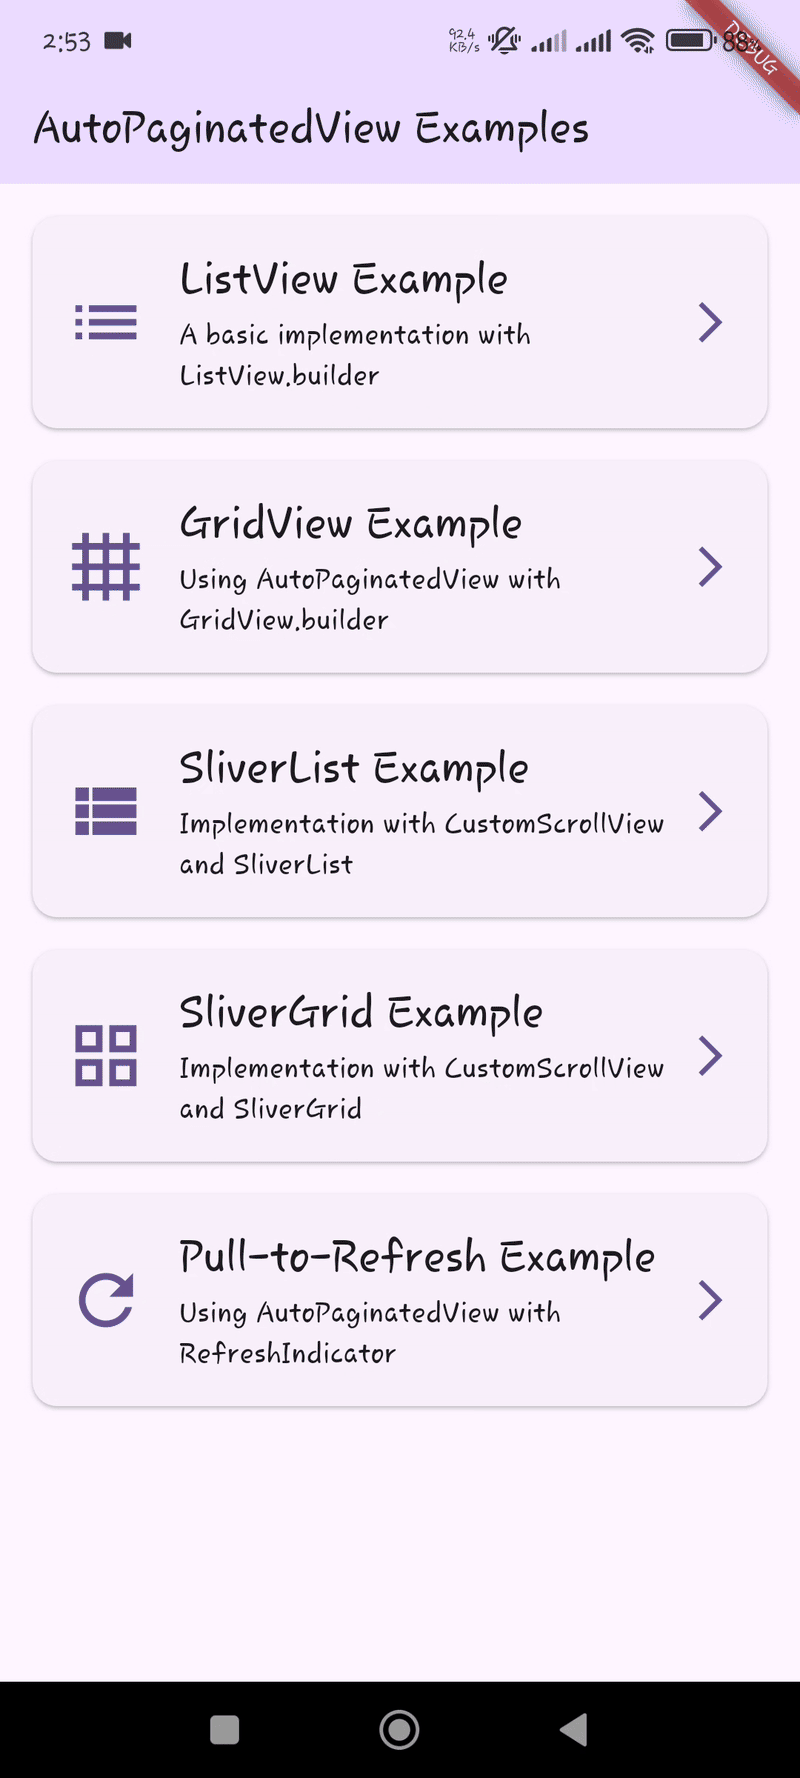 2:53
92.4
KB/s
88%
DEBUG
AutoPaginatedView Examples
ListView Example
A basic implementation with
ListView.builder
GridView Example
Using AutoPaginatedView with
GridView.builder
SliverList Example
Implementation with CustomScrollView
and SliverList
SliverGrid Example
Implementation with CustomScrollView
and SliverGrid
Pull-to-Refresh Example
Using AutoPaginatedView with
RefreshIndicator